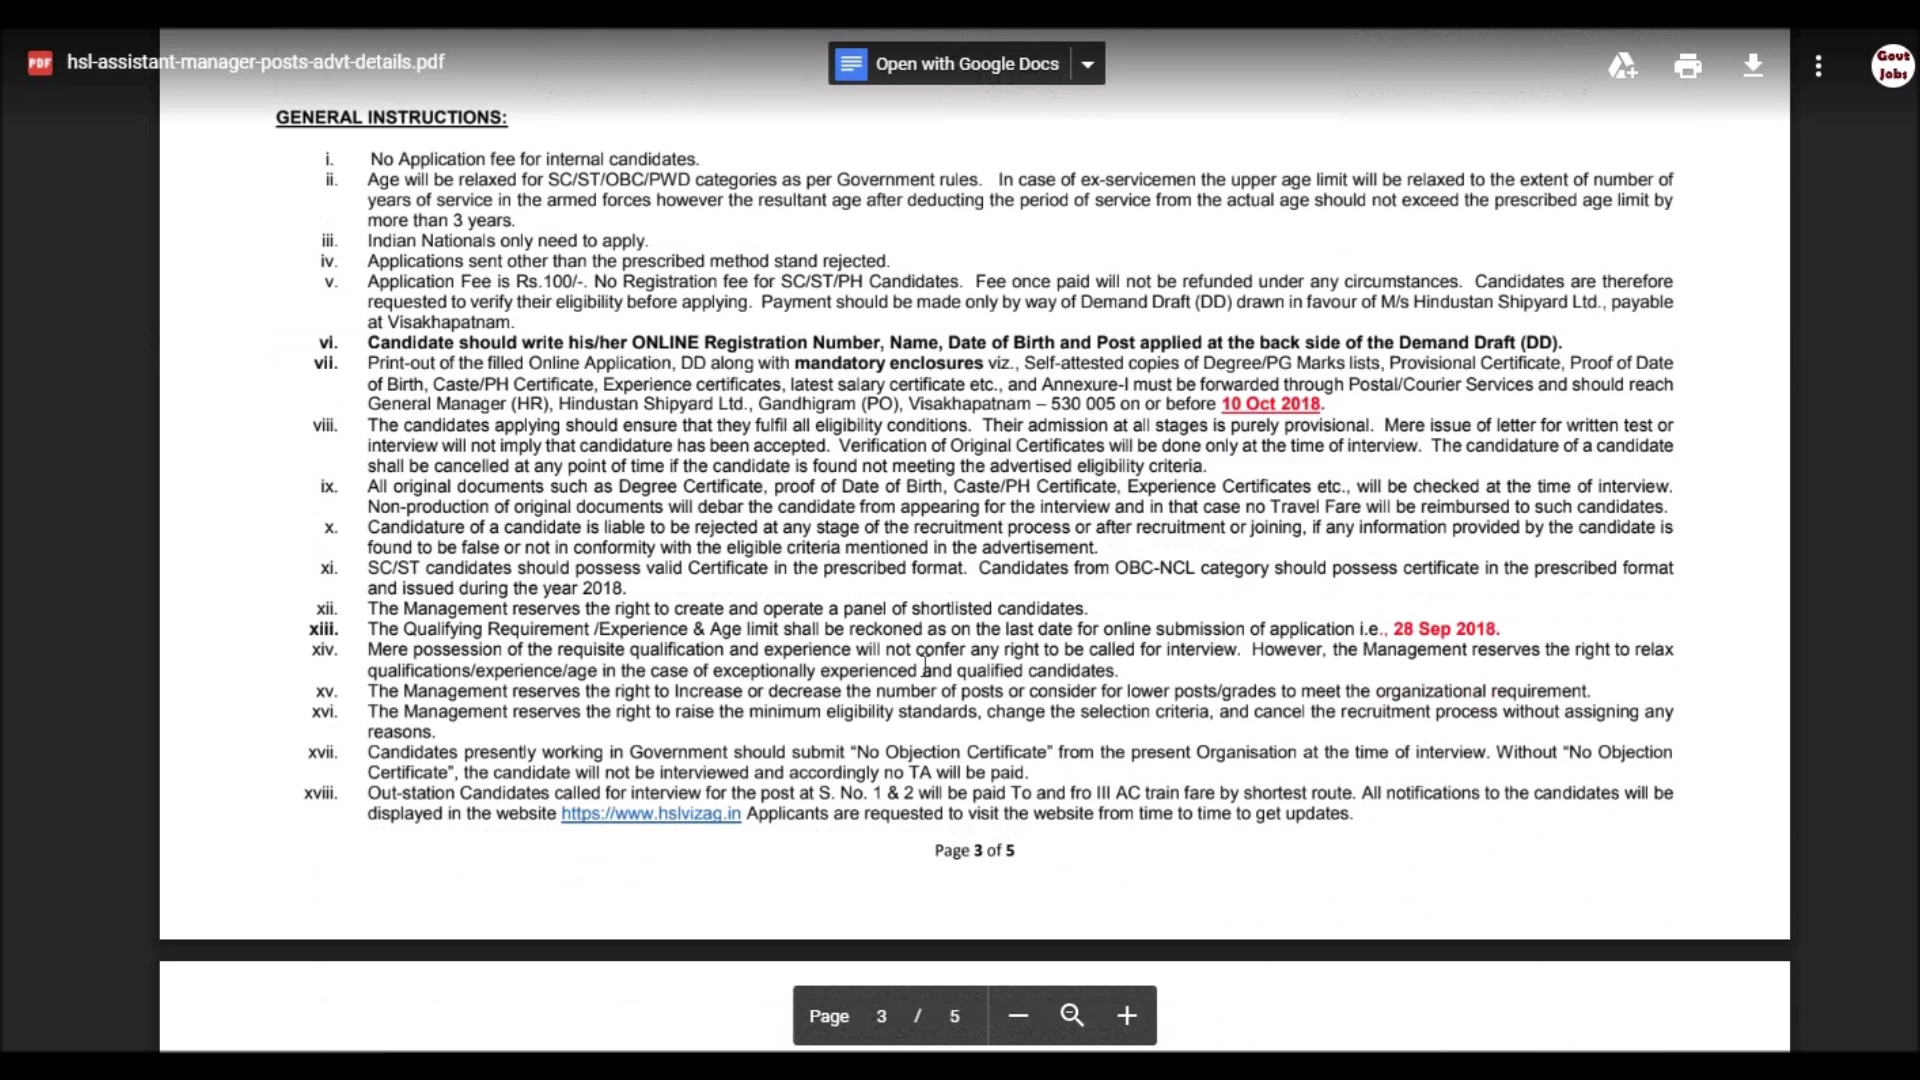 PDF hsl-assistant-manager-posts-advt-details.pdf
Open with Google Docs
Govt Jobs
GENERAL INSTRUCTIONS:
i. No Application fee for internal candidates.
ii. Age will be relaxed for SC/ST/OBC/PWD categories as per Government rules. In case of ex-servicemen the upper age limit will be relaxed to the extent of number of
years of service in the armed forces however the resultant age after deducting the period of service from the actual age should not exceed the prescribed age limit by
more than 3 years.
iii. Indian Nationals only need to apply.
iv. Applications sent other than the prescribed method stand rejected.
v. Application Fee is Rs.100/-. No Registration fee for SC/ST/PH Candidates. Fee once paid will not be refunded under any circumstances. Candidates are therefore
requested to verify their eligibility before applying. Payment should be made only by way of Demand Draft (DD) drawn in favour of M/s Hindustan Shipyard Ltd., payable
at Visakhapatnam.
vi. Candidate should write his/her ONLINE Registration Number, Name, Date of Birth and Post applied at the back side of the Demand Draft (DD).
vii. Print-out of the filled Online Application, DD along with mandatory enclosures viz., Self-attested copies of Degree/PG Marks lists, Provisional Certificate, Proof of Date
of Birth, Caste/PH Certificate, Experience certificates, latest salary certificate etc., and Annexure-I must be forwarded through Postal/Courier Services and should reach
General Manager (HR), Hindustan Shipyard Ltd., Gandhigram (PO), Visakhapatnam – 530 005 on or before 10 Oct 2018.
viii. The candidates applying should ensure that they fulfil all eligibility conditions. Their admission at all stages is purely provisional. Mere issue of letter for written test or
interview will not imply that candidature has been accepted. Verification of Original Certificates will be done only at the time of interview. The candidature of a candidate
shall be cancelled at any point of time if the candidate is found not meeting the advertised eligibility criteria.
ix. All original documents such as Degree Certificate, proof of Date of Birth, Caste/PH Certificate, Experience Certificates etc., will be checked at the time of interview.
Non-production of original documents will debar the candidate from appearing for the interview and in that case no Travel Fare will be reimbursed to such candidates.
x. Candidature of a candidate is liable to be rejected at any stage of the recruitment process or after recruitment or joining, if any information provided by the candidate is
found to be false or not in conformity with the eligible criteria mentioned in the advertisement.
xi. SC/ST candidates should possess valid Certificate in the prescribed format. Candidates from OBC-NCL category should possess certificate in the prescribed format
and issued during the year 2018.
xii. The Management reserves the right to create and operate a panel of shortlisted candidates.
xiii. The Qualifying Requirement /Experience & Age limit shall be reckoned as on the last date for online submission of application i.e., 28 Sep 2018.
xiv. Mere possession of the requisite qualification and experience will not confer any right to be called for interview. However, the Management reserves the right to relax
qualifications/experience/age in the case of exceptionally experienced and qualified candidates.
xv. The Management reserves the right to Increase or decrease the number of posts or consider for lower posts/grades to meet the organizational requirement.
xvi. The Management reserves the right to raise the minimum eligibility standards, change the selection criteria, and cancel the recruitment process without assigning any
reasons.
xvii. Candidates presently working in Government should submit “No Objection Certificate” from the present Organisation at the time of interview. Without “No Objection
Certificate”, the candidate will not be interviewed and accordingly no TA will be paid.
xviii. Out-station Candidates called for interview for the post at S. No. 1 & 2 will be paid To and fro III AC train fare by shortest route. All notifications to the candidates will be
displayed in the website https://www.hslvizag.in Applicants are requested to visit the website from time to time to get updates.
Page 3 of 5
Page 3 / 5